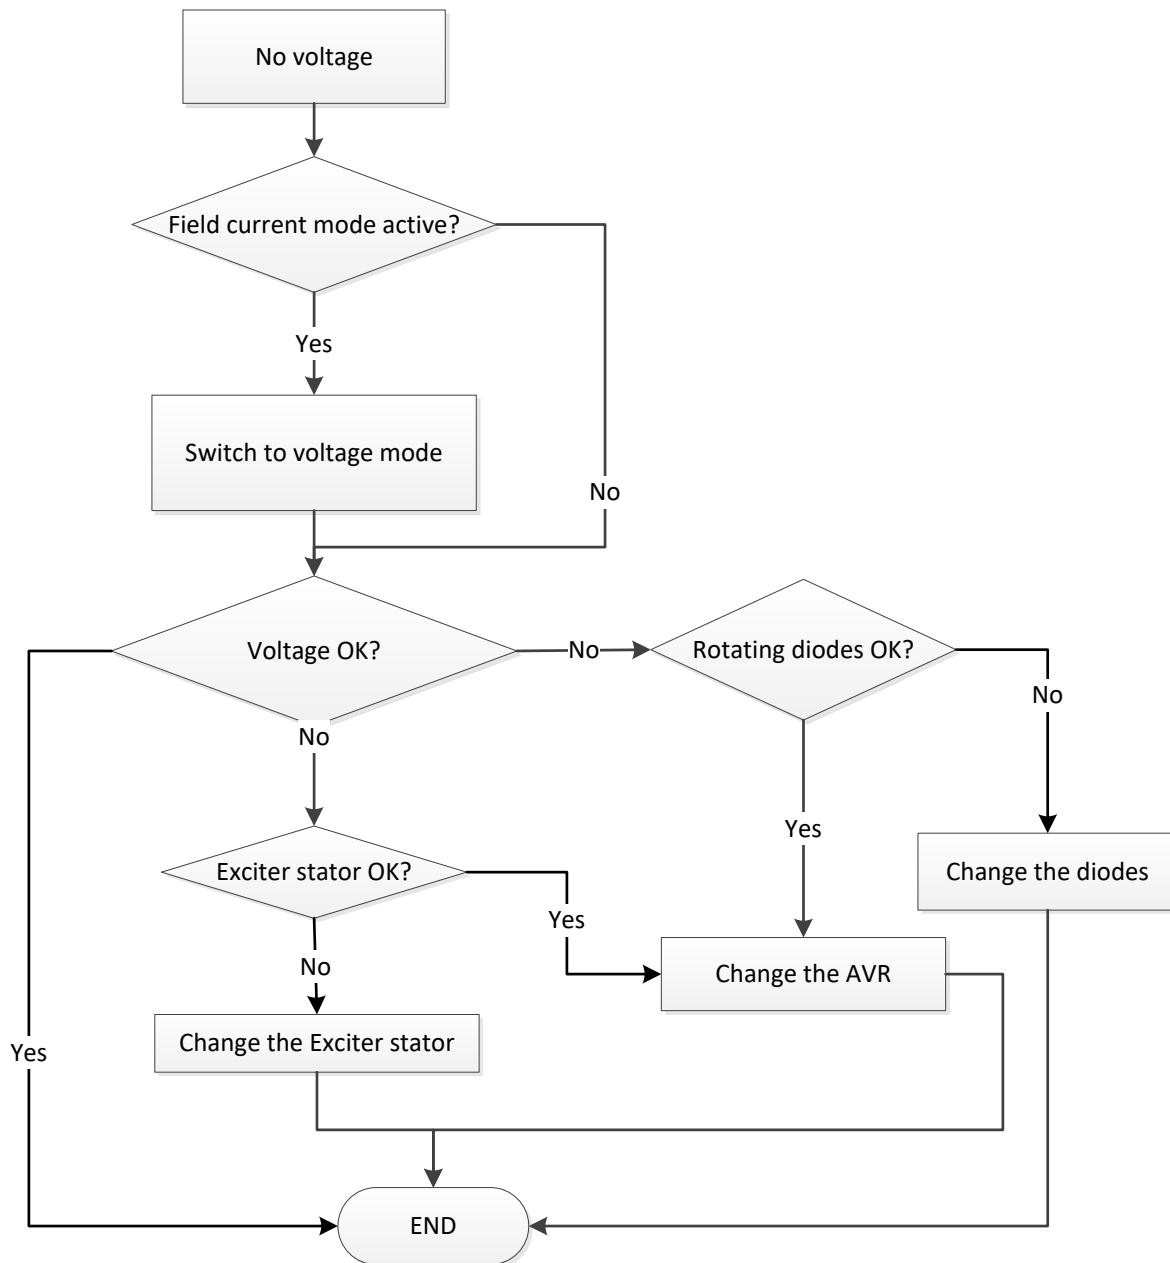 No voltage
Field current mode active?
Yes
Switch to voltage mode
No
Voltage OK?
No
Rotating diodes OK?
No
No
Yes
Change the diodes
Exciter stator OK?
Yes
No
Change the AVR
Change the Exciter stator
Yes
END